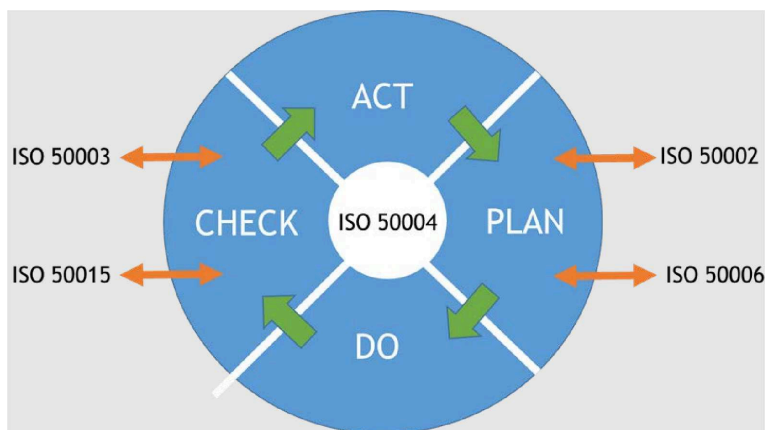 ACT
ISO 50003
ISO 50002
CHECK
ISO 50004
PLAN
ISO 50015
ISO 50006
DO